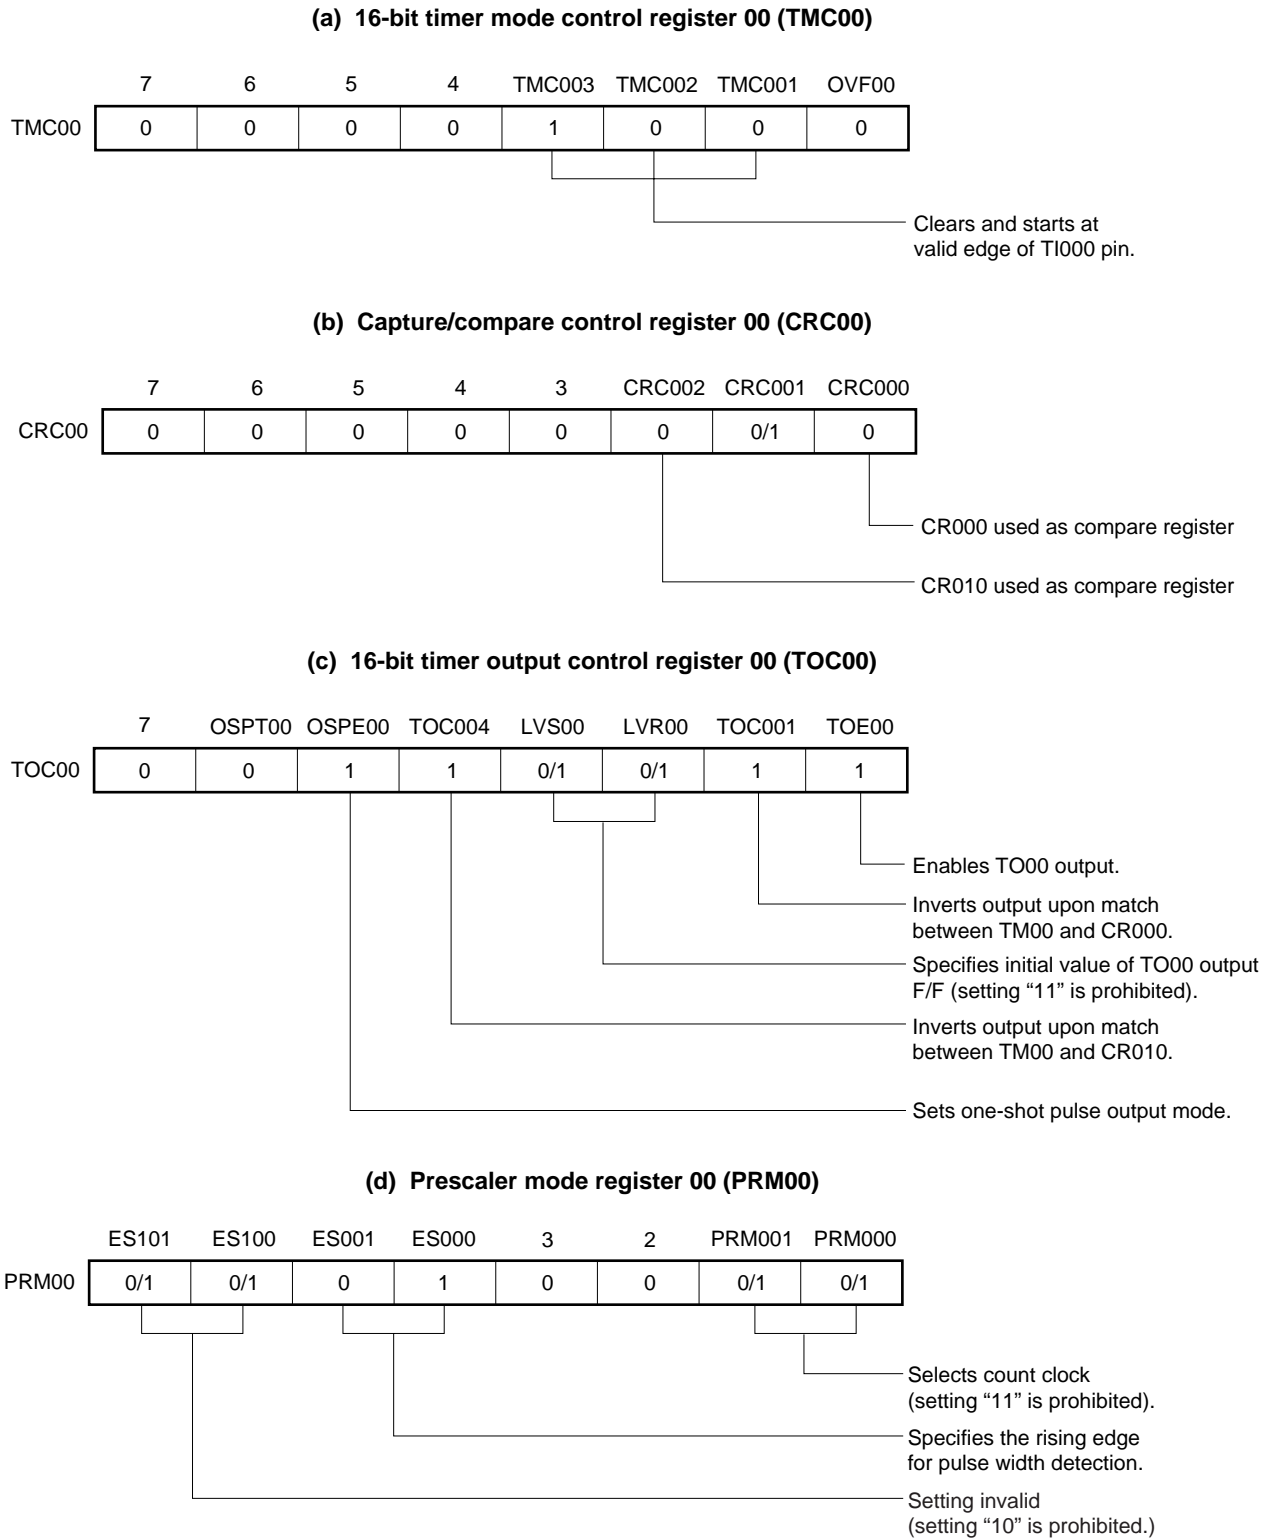 (a) 16-bit timer mode control register 00 (TMC00)
7 6 5 4 TMC003 TMC002 TMC001 OVF00
TMC00 0 0 0 0 1 0 0 0
Clears and starts at
valid edge of TI000 pin.
(b) Capture/compare control register 00 (CRC00)
7 6 5 4 3 CRC002 CRC001 CRC000
CRC00 0 0 0 0 0 0 0/1 0
CR000 used as compare register
CR010 used as compare register
(c) 16-bit timer output control register 00 (TOC00)
7 OSPT00 OSPE00 TOC004 LVS00 LVR00 TOC001 TOE00
TOC00 0 0 1 1 0/1 0/1 1 1
Enables TO00 output.
Inverts output upon match
between TM00 and CR000.
Specifies initial value of TO00 output
F/F (setting “11” is prohibited).
Inverts output upon match
between TM00 and CR010.
Sets one-shot pulse output mode.
(d) Prescaler mode register 00 (PRM00)
ES101 ES100 ES001 ES000 3 2 PRM001 PRM000
PRM00 0/1 0/1 0 1 0 0 0/1 0/1
Selects count clock
(setting “11” is prohibited).
Specifies the rising edge
for pulse width detection.
Setting invalid
(setting “10” is prohibited.)